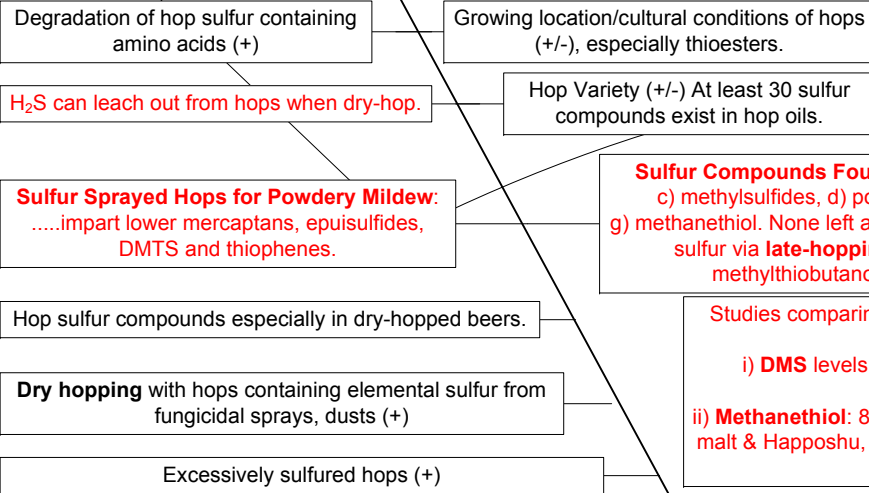 Degradation of hop sulfur containing
amino acids (+)
Growing location/cultural conditions of hops
(+/-), especially thioesters.
H₂S can leach out from hops when dry-hop.
Hop Variety (+/-) At least 30 sulfur
compounds exist in hop oils.
Sulfur Sprayed Hops for Powdery Mildew:
.....impart lower mercaptans, epuisulfides,
DMTS and thiophenes.
Sulfur Compounds Fou
c) methylsulfides, d) po
g) methanethiol. None left a
sulfur via late-hoppi
methylthiobutano
Hop sulfur compounds especially in dry-hopped beers.
Studies comparin
i) DMS levels
ii) Methanethiol: 8
malt & Happoshu,
Dry hopping with hops containing elemental sulfur from
fungicidal sprays, dusts (+)
Excessively sulfured hops (+)